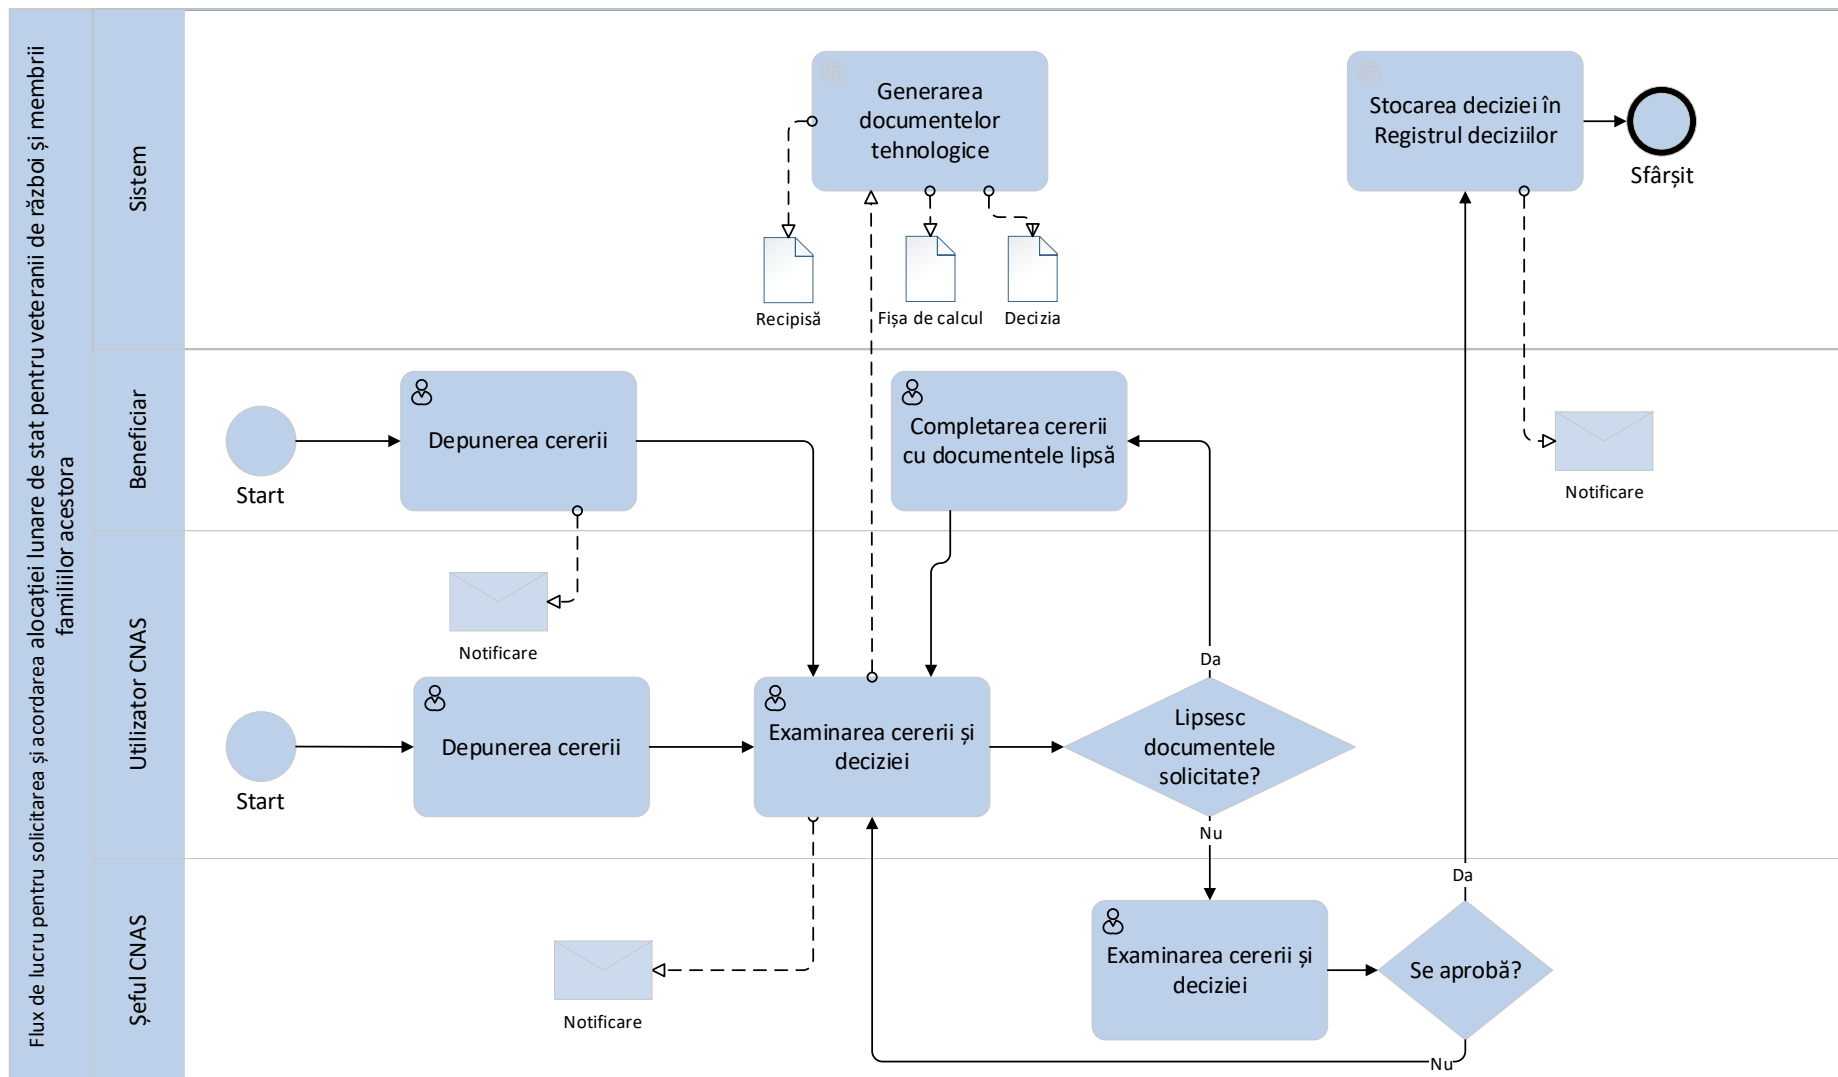 Flux de lucru pentru solicitarea și acordarea alocației lunare de stat pentru veteranii de război și membrii
familiilor acestora
Sistem
Generarea
documentelor
tehnologice
Stocarea deciziei în
Registrul deciziilor
Sfârșit
Recipisă
Fișa de calcul
Decizia
Beneficiar
Start
Depunerea cererii
Completarea cererii
cu documentele lipsă
Notificare
Utilizator CNAS
Notificare
Da
Start
Depunerea cererii
Examinarea cererii și
deciziei
Lipsesc
documentele
solicitate?
Nu
Șeful CNAS
Da
Examinarea cererii și
deciziei
Se aprobă?
Notificare
Nu